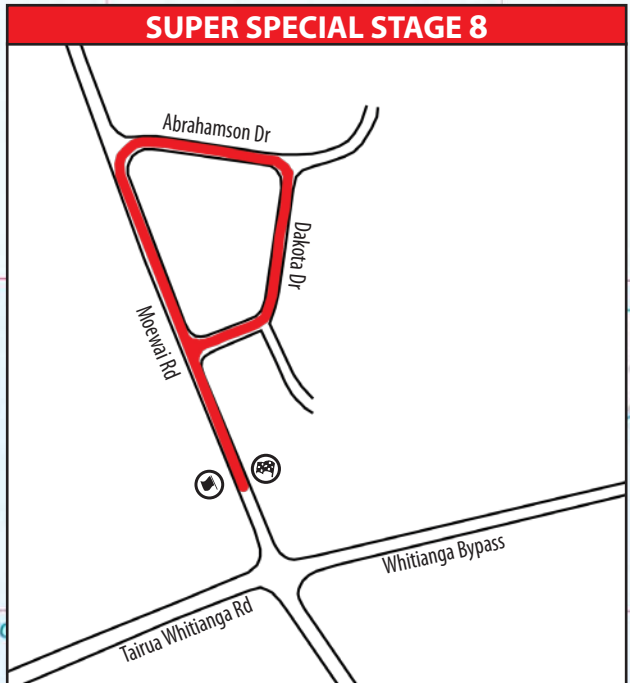 SUPER SPECIAL STAGE 8
Abrahamson Dr
Dakota Dr
Moewai Rd
Whitianga Bypass
Tairua Whitianga Rd